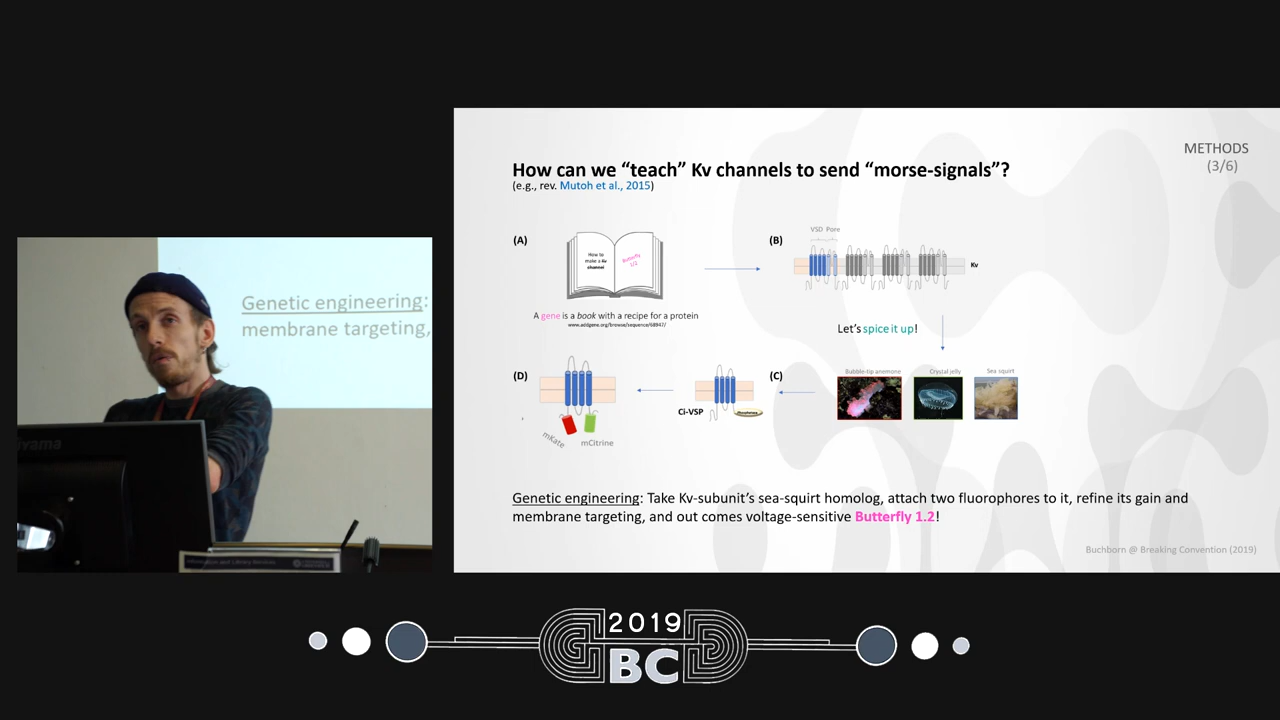 Genetic engineering:
membrane targeting,
METHODS
(3/6)
How can we “teach” Kv channels to send “morse-signals”?
(e.g., rev. Mutoh et al., 2015)
(A)
How to
make a Kv
channel
Butterfly
1.2
A gene is a book with a recipe for a protein
www.addgene.org/browse/sequence/68947/
(B)
VSD Pore
Kv
Let's spice it up!
(D)
mKate
mCitrine
Ci-VSP
(C)
Bubble-tip anemone
Crystal jelly
Sea squirt
Genetic engineering: Take Kv-subunit's sea-squirt homolog, attach two fluorophores to it, refine its gain and
membrane targeting, and out comes voltage-sensitive Butterfly 1.2!
Buchborn @ Breaking Convention (2019)
2019
BC